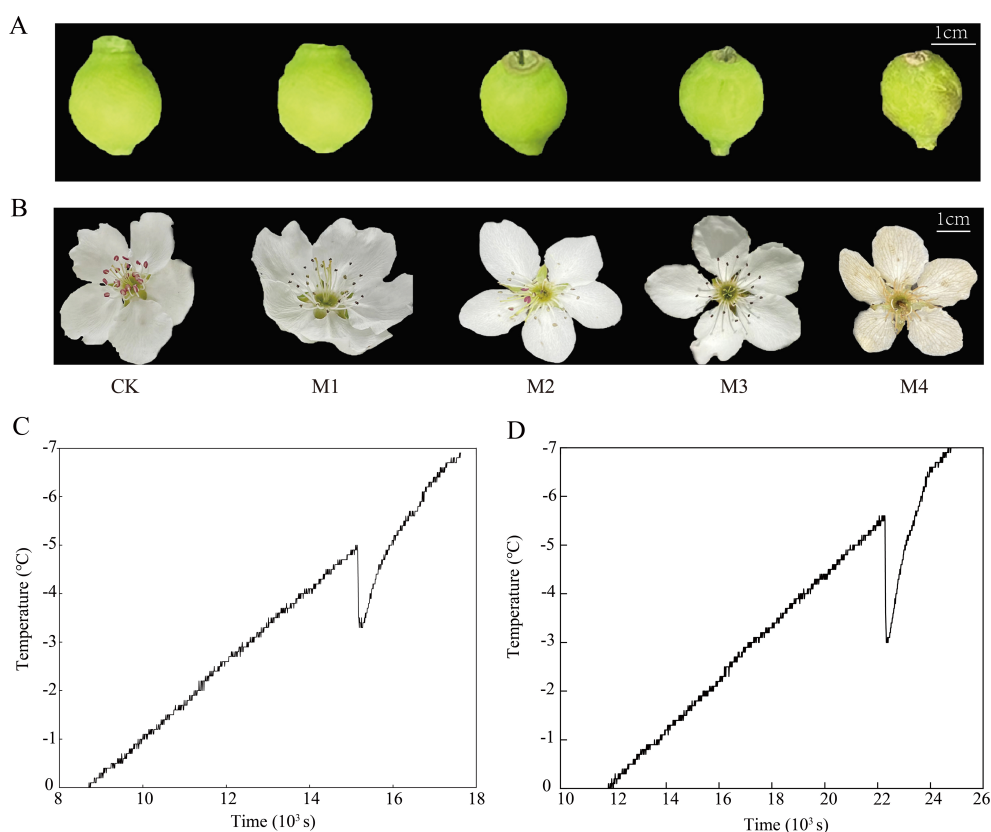 A
1cm
B
1cm
CK M1 M2 M3 M4
C
D
-7
-6
-5
-4
-3
-2
-1
0
Temperature (℃)
8 10 12 14 16 18
Time (10³ s)
-7
-6
-5
-4
-3
-2
-1
0
Temperature (℃)
10 12 14 16 18 20 22 24 26
Time (10³ s)